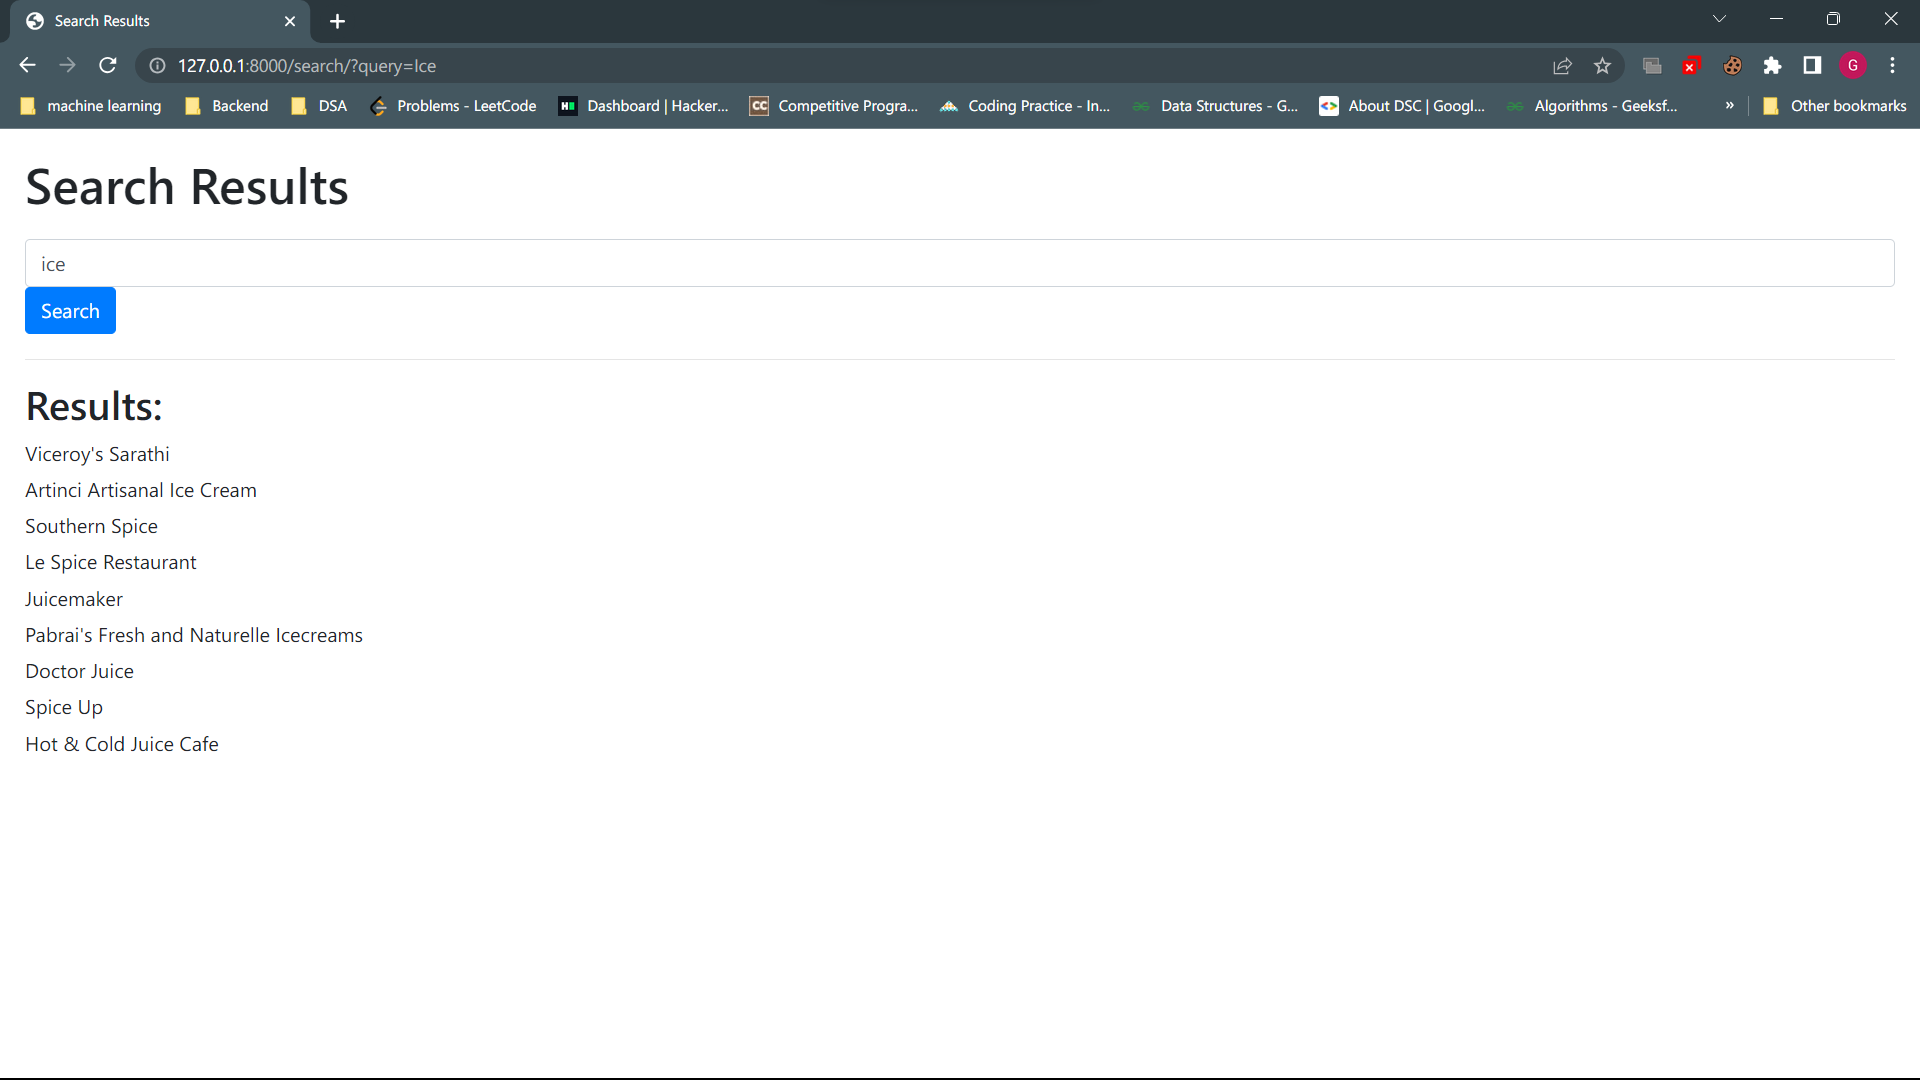 Search Results
127.0.0.1:8000/search/?query=Ice
G
machine learning Backend DSA Problems - LeetCode Dashboard | Hacker... CC Competitive Progra... Coding Practice - In... Data Structures - G... About DSC | Googl... Algorithms - Geeksf... » Other bookmarks
Search Results
ice
Search
Results:
Viceroy's Sarathi
Artinci Artisanal Ice Cream
Southern Spice
Le Spice Restaurant
Juicemaker
Pabrai's Fresh and Naturelle Icecreams
Doctor Juice
Spice Up
Hot & Cold Juice Cafe